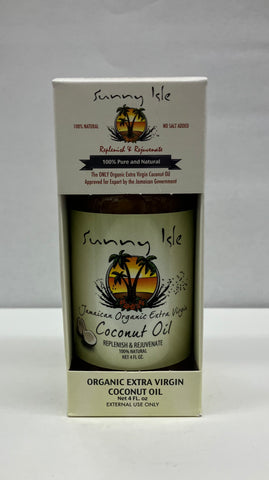 Sunny Isle
100% NATURAL
NO SALT ADDED
Replenish & Rejuvenate
100% Pure and Natural
The ONLY Organic Extra Virgin Coconut Oil
Approved for Export by the Jamaican Government
Sunny Isle
Jamaican Organic Extra Virgin
Coconut Oil
REPLENISH & REJUVENATE
100% NATURAL
NET 4 FL OZ.
ORGANIC EXTRA VIRGIN
COCONUT OIL
Net 4 FL. oz
EXTERNAL USE ONLY